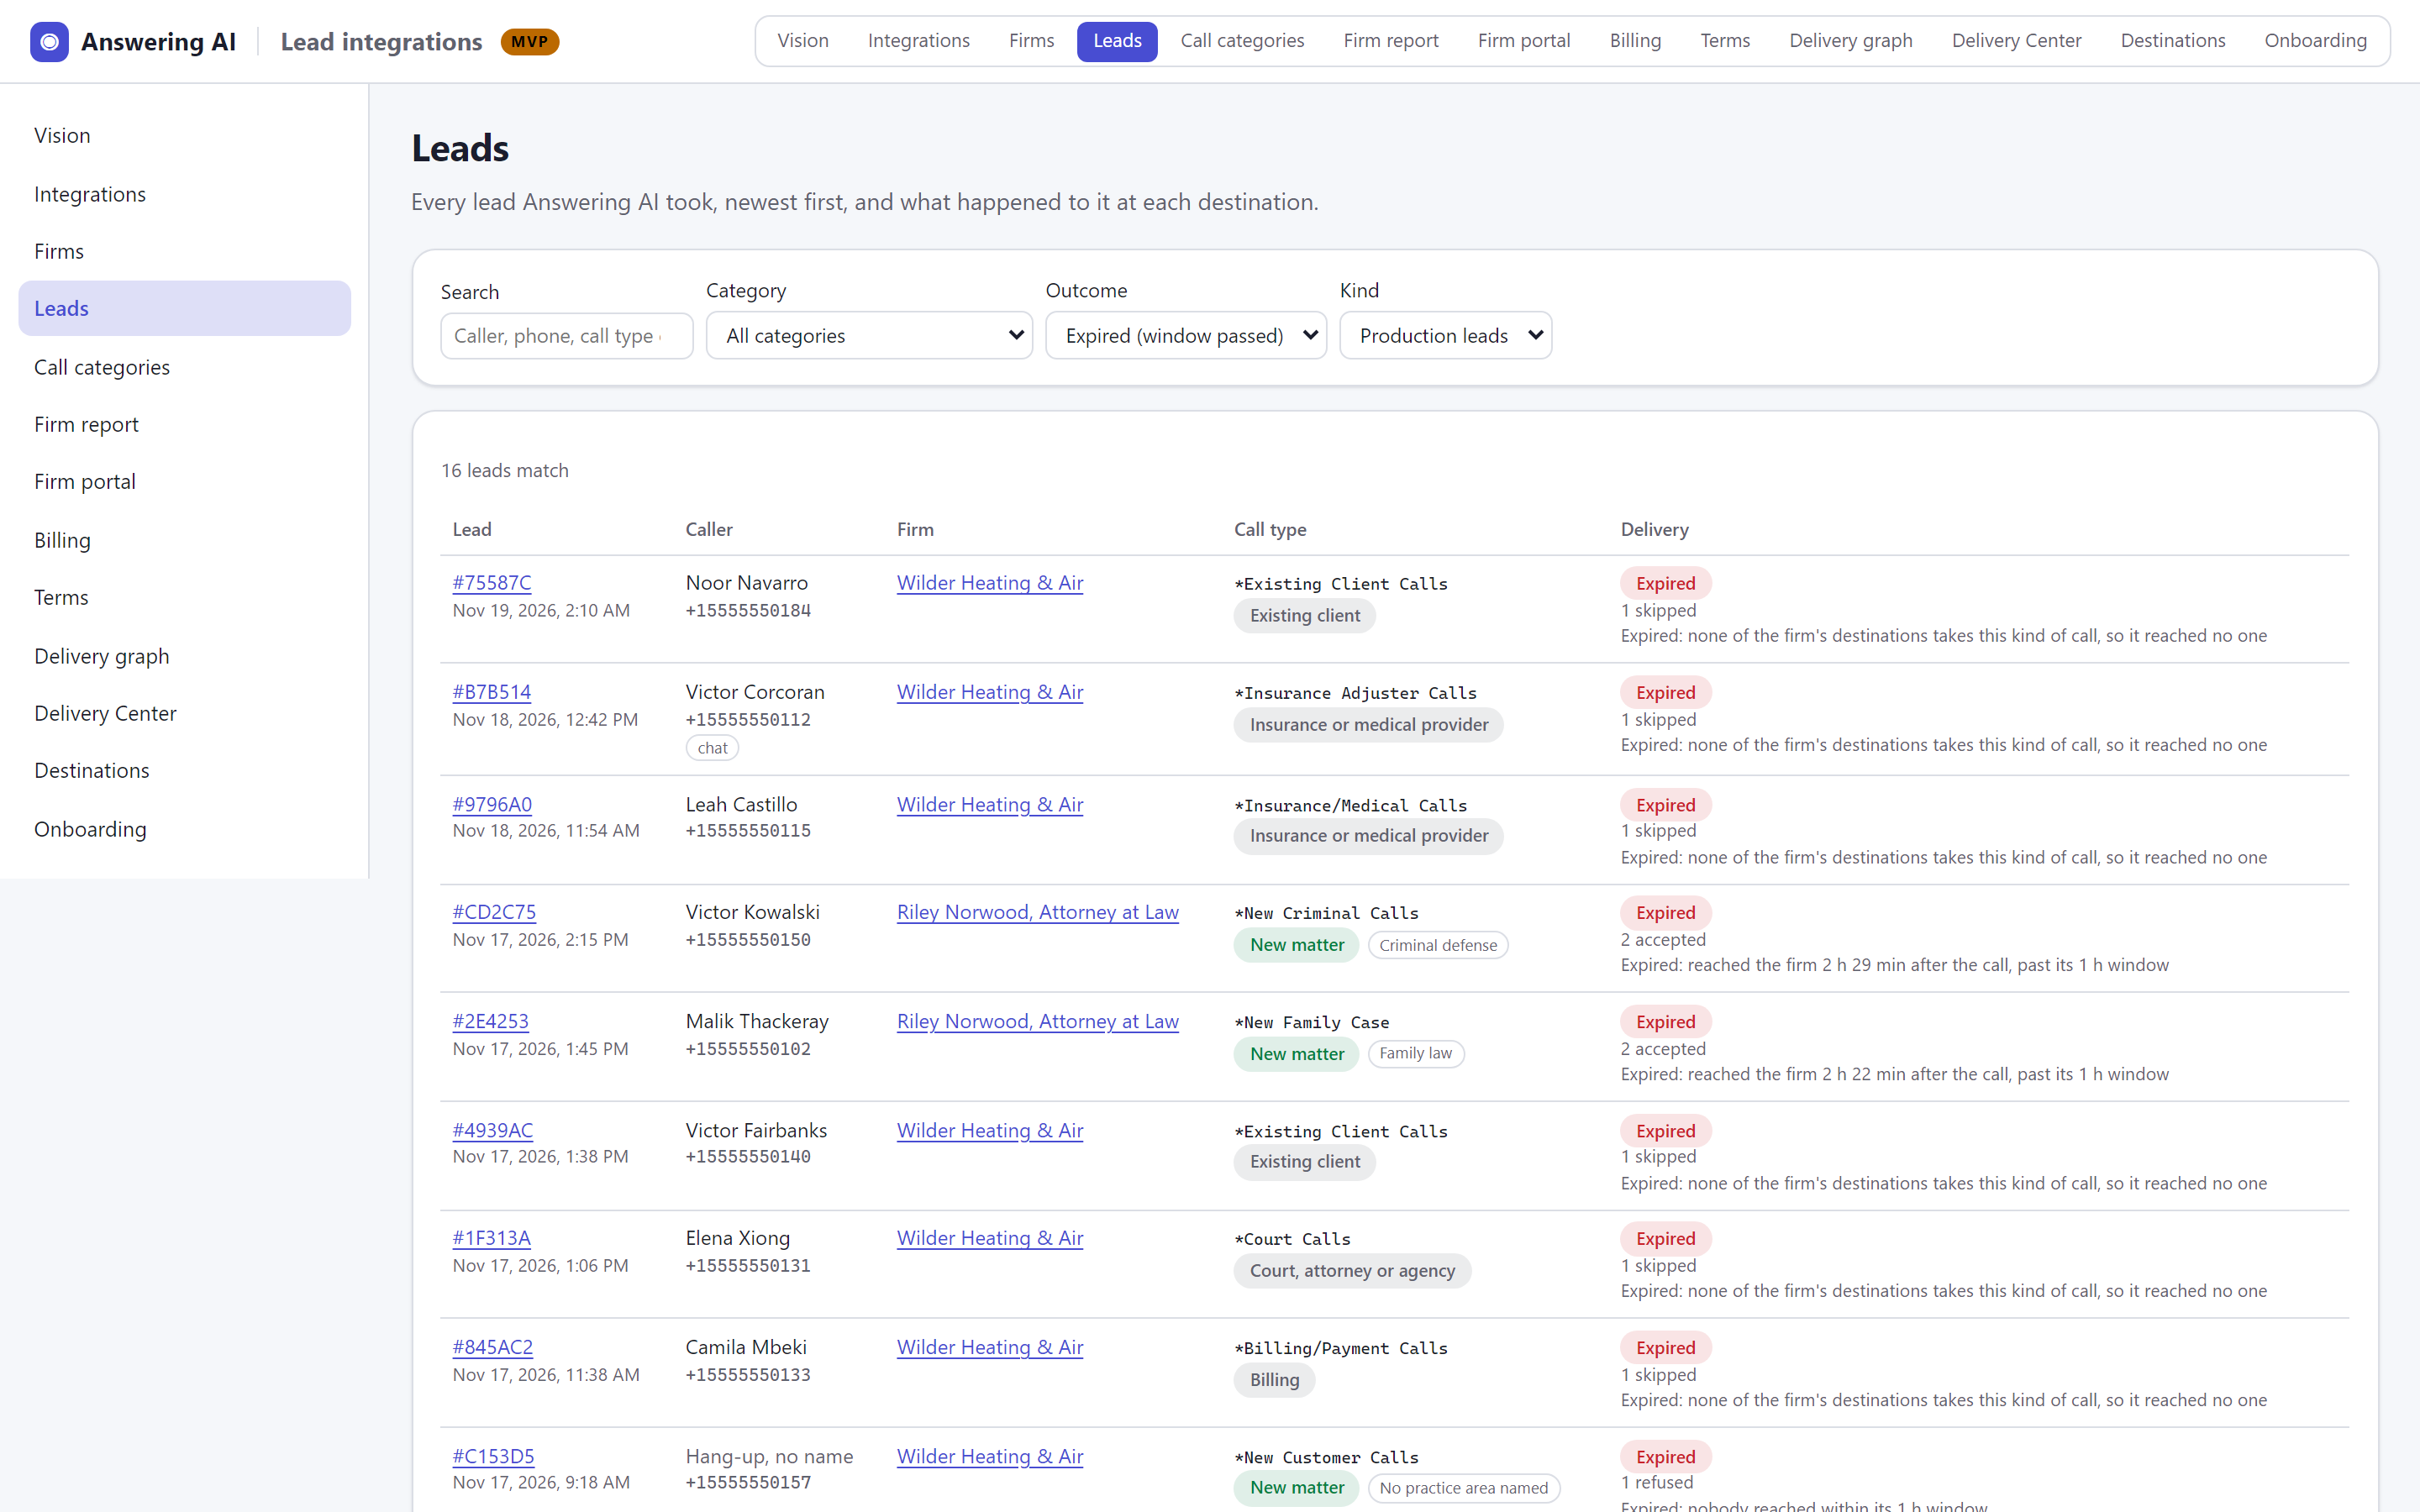 Answering AI
Lead integrations
MVP
Vision
Integrations
Firms
Leads
Call categories
Firm report
Firm portal
Billing
Terms
Delivery graph
Delivery Center
Destinations
Onboarding
Vision
Integrations
Firms
Leads
Call categories
Firm report
Firm portal
Billing
Terms
Delivery graph
Delivery Center
Destinations
Onboarding
Leads
Every lead Answering AI took, newest first, and what happened to it at each destination.
Search
Category
Outcome
Kind
Caller, phone, call type
All categories
Expired (window passed)
Production leads
16 leads match
Lead
Caller
Firm
Call type
Delivery
#75587C
Nov 19, 2026, 2:10 AM
Noor Navarro
+15555550184
Wilder Heating & Air
*Existing Client Calls
Existing client
Expired
1 skipped
Expired: none of the firm's destinations takes this kind of call, so it reached no one
#B7B514
Nov 18, 2026, 12:42 PM
Victor Corcoran
+15555550112
chat
Wilder Heating & Air
*Insurance Adjuster Calls
Insurance or medical provider
Expired
1 skipped
Expired: none of the firm's destinations takes this kind of call, so it reached no one
#9796A0
Nov 18, 2026, 11:54 AM
Leah Castillo
+15555550115
Wilder Heating & Air
*Insurance/Medical Calls
Insurance or medical provider
Expired
1 skipped
Expired: none of the firm's destinations takes this kind of call, so it reached no one
#CD2C75
Nov 17, 2026, 2:15 PM
Victor Kowalski
+15555550150
Riley Norwood, Attorney at Law
*New Criminal Calls
New matter
Criminal defense
Expired
2 accepted
Expired: reached the firm 2 h 29 min after the call, past its 1 h window
#2E4253
Nov 17, 2026, 1:45 PM
Malik Thackeray
+15555550102
Riley Norwood, Attorney at Law
*New Family Case
New matter
Family law
Expired
2 accepted
Expired: reached the firm 2 h 22 min after the call, past its 1 h window
#4939AC
Nov 17, 2026, 1:38 PM
Victor Fairbanks
+15555550140
Wilder Heating & Air
*Existing Client Calls
Existing client
Expired
1 skipped
Expired: none of the firm's destinations takes this kind of call, so it reached no one
#1F313A
Nov 17, 2026, 1:06 PM
Elena Xiong
+15555550131
Wilder Heating & Air
*Court Calls
Court, attorney or agency
Expired
1 skipped
Expired: none of the firm's destinations takes this kind of call, so it reached no one
#845AC2
Nov 17, 2026, 11:38 AM
Camila Mbeki
+15555550133
Wilder Heating & Air
*Billing/Payment Calls
Billing
Expired
1 skipped
Expired: none of the firm's destinations takes this kind of call, so it reached no one
#C153D5
Nov 17, 2026, 9:18 AM
Hang-up, no name
+15555550157
Wilder Heating & Air
*New Customer Calls
New matter
No practice area named
Expired
1 refused
Expired: nobody reached within its 1 h window